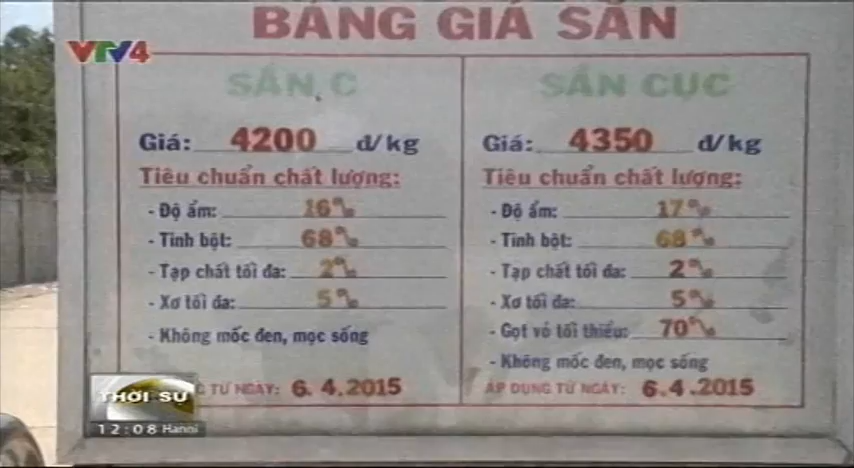 BẢNG GIÁ SẮN
VTV4
SẮN C
Giá: 4200 đ/kg
Tiêu chuẩn chất lượng:
- Độ ẩm: 16%
- Tinh bột: 68%
- Tạp chất tối đa: 2%
- Xơ tối đa: 5%
- Không mốc đen, mọc sống
TỪ NGÀY: 6.4.2015
SẮN CỤC
Giá: 4350 đ/kg
Tiêu chuẩn chất lượng:
- Độ ẩm: 17%
- Tinh bột: 68%
- Tạp chất tối đa: 2%
- Xơ tối đa: 5%
- Gọt vỏ tối thiểu: 70%
- Không mốc đen, mọc sống
ÁP DỤNG TỪ NGÀY: 6.4.2015
THỜI SỰ
12:08 Hanoi